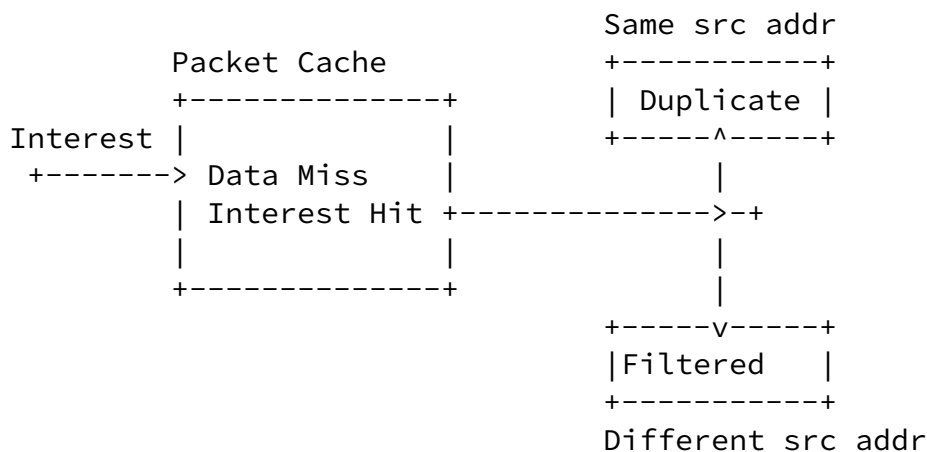 Same src addr
Packet Cache
Duplicate
Interest
Data Miss
Interest Hit
Filtered
Different src addr